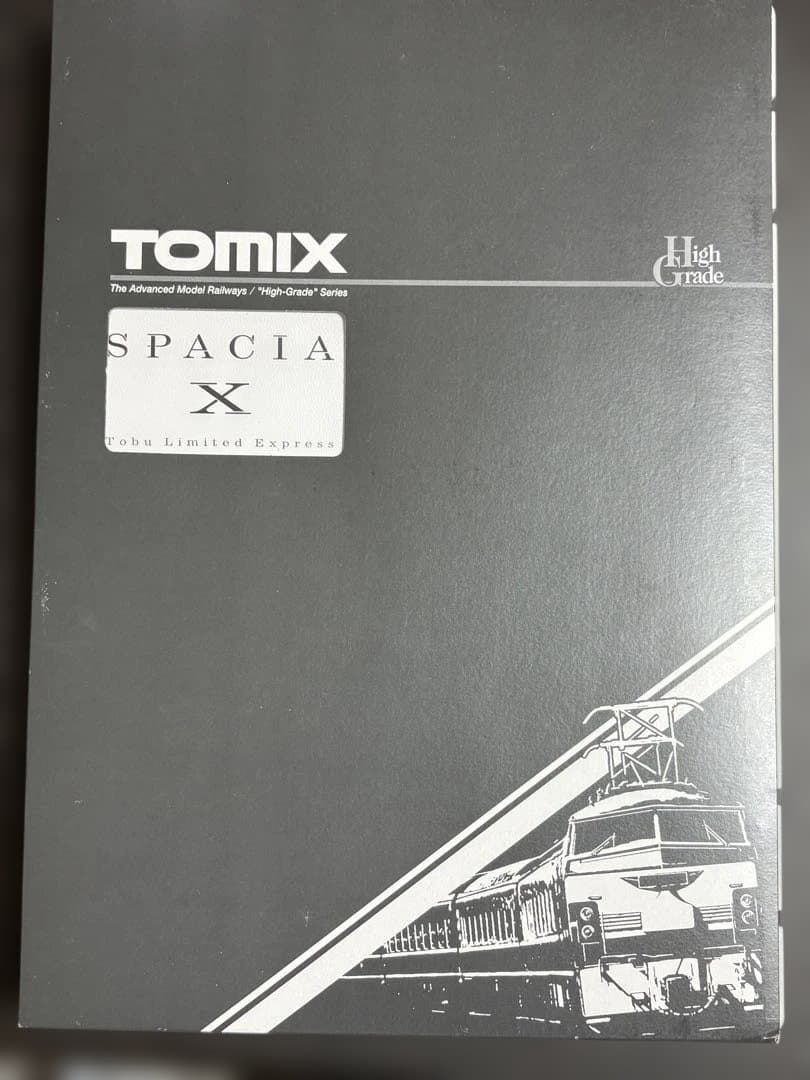 TOMIX
High
Grade
The Advanced Model Railways / "High-Grade" Series
SPACIA
X
Tobu Limited Express